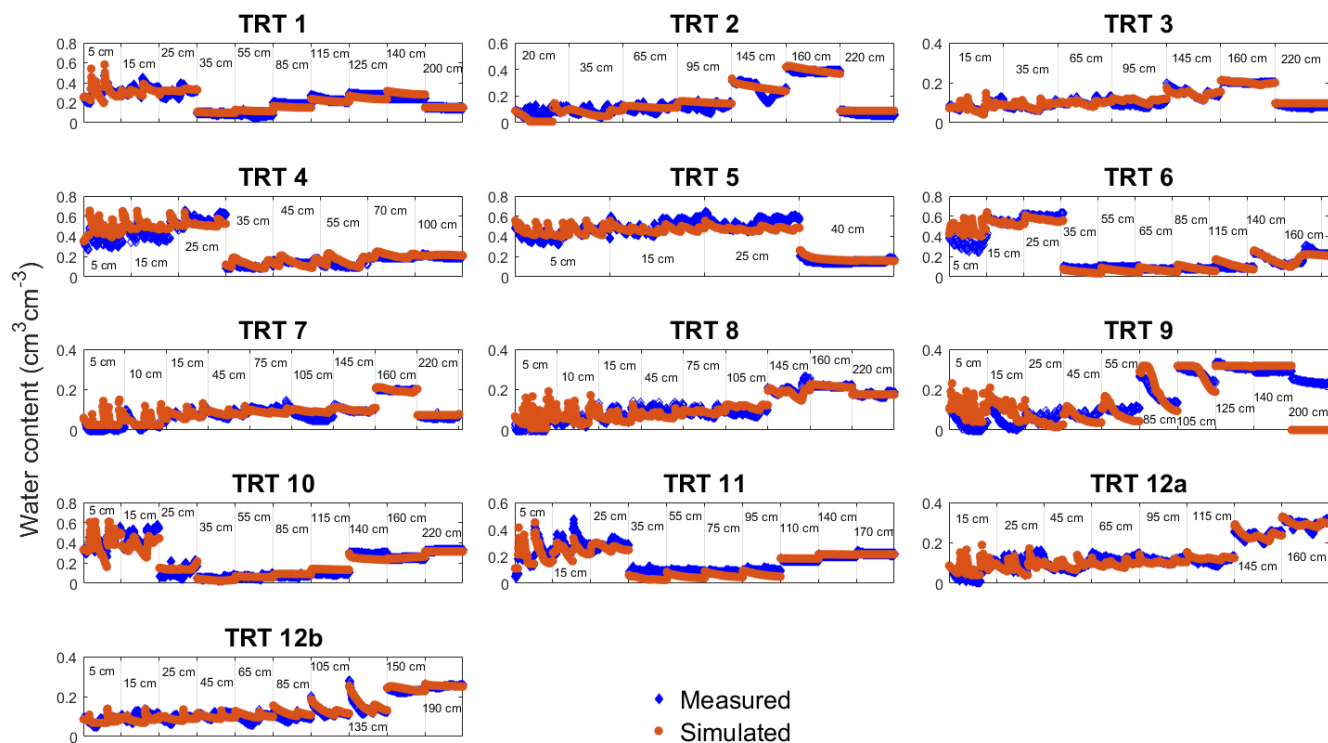 TRT 1
TRT 2
TRT 3
0.8
0.6
0.4
0.2
0
5 cm
15 cm
25 cm
35 cm
55 cm
85 cm
115 cm
125 cm
140 cm
200 cm
0.6
0.4
0.2
0
20 cm
35 cm
65 cm
95 cm
145 cm
160 cm
220 cm
0.4
0.2
0
15 cm
35 cm
65 cm
95 cm
145 cm
160 cm
220 cm
TRT 4
TRT 5
TRT 6
0.8
0.6
0.4
0.2
0
5 cm
15 cm
25 cm
35 cm
45 cm
55 cm
70 cm
100 cm
0.8
0.6
0.4
0.2
0
5 cm
15 cm
25 cm
40 cm
0.8
0.6
0.4
0.2
0
5 cm
15 cm
25 cm
35 cm
55 cm
65 cm
85 cm
115 cm
140 cm
160 cm
Water content (cm3cm-3)
TRT 7
TRT 8
TRT 9
0.4
0.2
0
5 cm
10 cm
15 cm
45 cm
75 cm
105 cm
145 cm
160 cm
220 cm
0.4
0.2
0
5 cm
10 cm
15 cm
45 cm
75 cm
105 cm
145 cm
160 cm
220 cm
0.4
0.2
0
5 cm
15 cm
25 cm
45 cm
55 cm
85 cm
105 cm
125 cm
140 cm
200 cm
TRT 10
TRT 11
TRT 12a
0.8
0.6
0.4
0.2
0
5 cm
15 cm
25 cm
35 cm
55 cm
85 cm
115 cm
140 cm
160 cm
220 cm
0.6
0.4
0.2
0
5 cm
15 cm
25 cm
35 cm
55 cm
75 cm
95 cm
110 cm
140 cm
170 cm
0.4
0.2
0
15 cm
25 cm
45 cm
65 cm
95 cm
115 cm
145 cm
160 cm
TRT 12b
0.4
0.2
0
5 cm
15 cm
25 cm
45 cm
65 cm
85 cm
105 cm
135 cm
150 cm
190 cm
Measured
Simulated